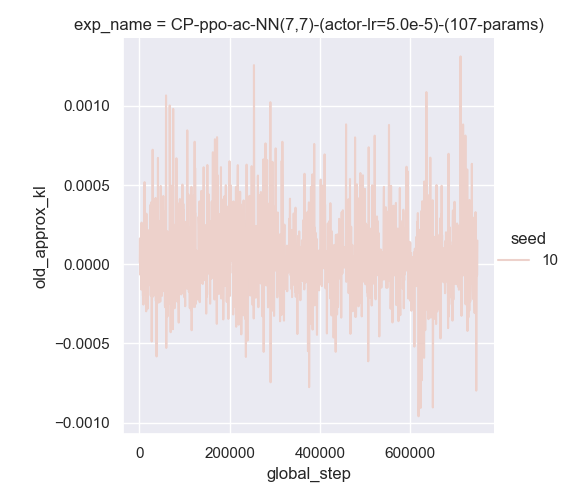 exp_name = CP-ppo-ac-NN(7,7)-(actor-lr=5.0e-5)-(107-params)
0.0010
0.0005
0.0000
−0.0005
−0.0010
old_approx_kl
0
200000
400000
600000
global_step
seed
10